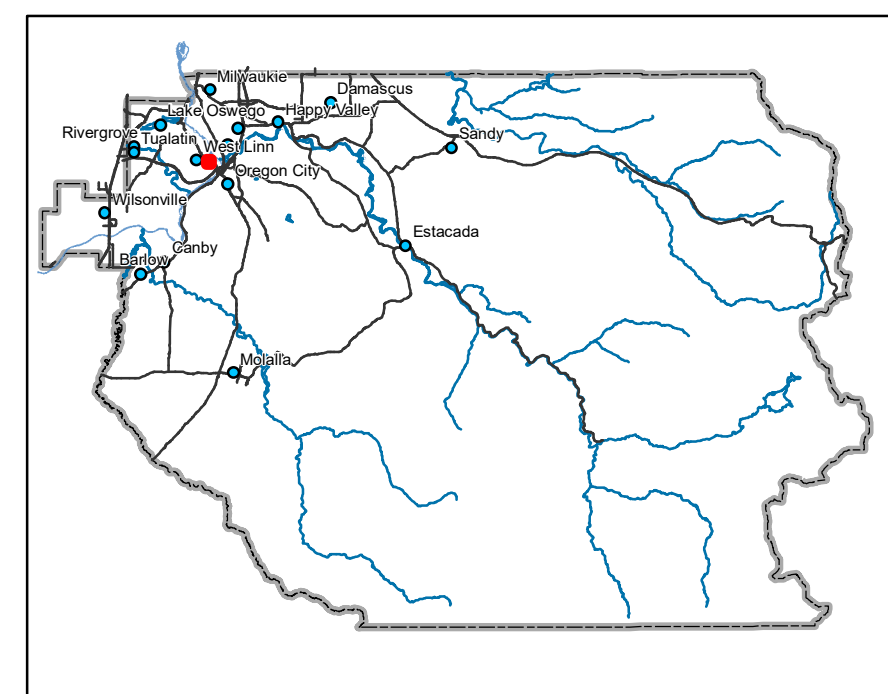 Milwaukie
Damascus
Lake Oswego
Happy Valley
Rivergrove
Tualatin
West Linn
Sandy
Oregon City
Wilsonville
Estacada
Canby
Barlow
Molalla